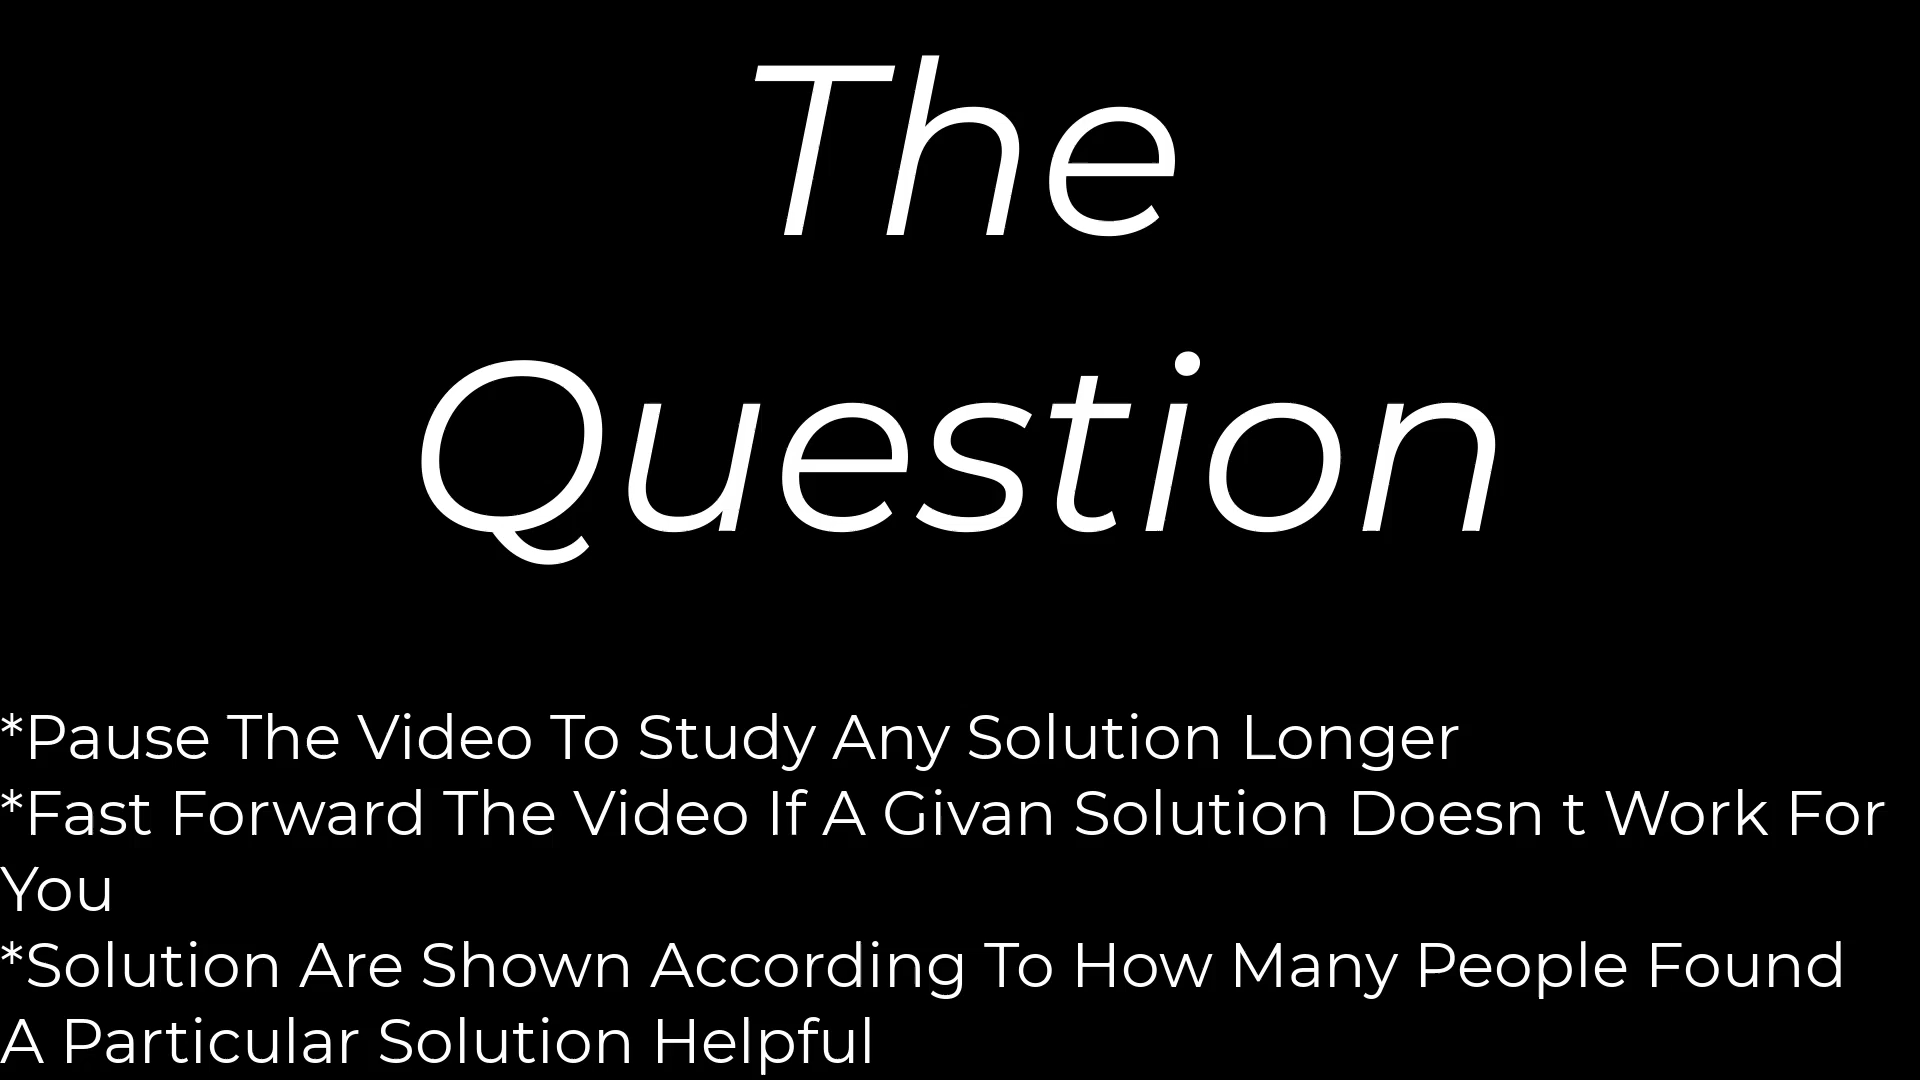 The
Question
*Pause The Video To Study Any Solution Longer
*Fast Forward The Video If A Givan Solution Doesn t Work For
You
*Solution Are Shown According To How Many People Found
A Particular Solution Helpful